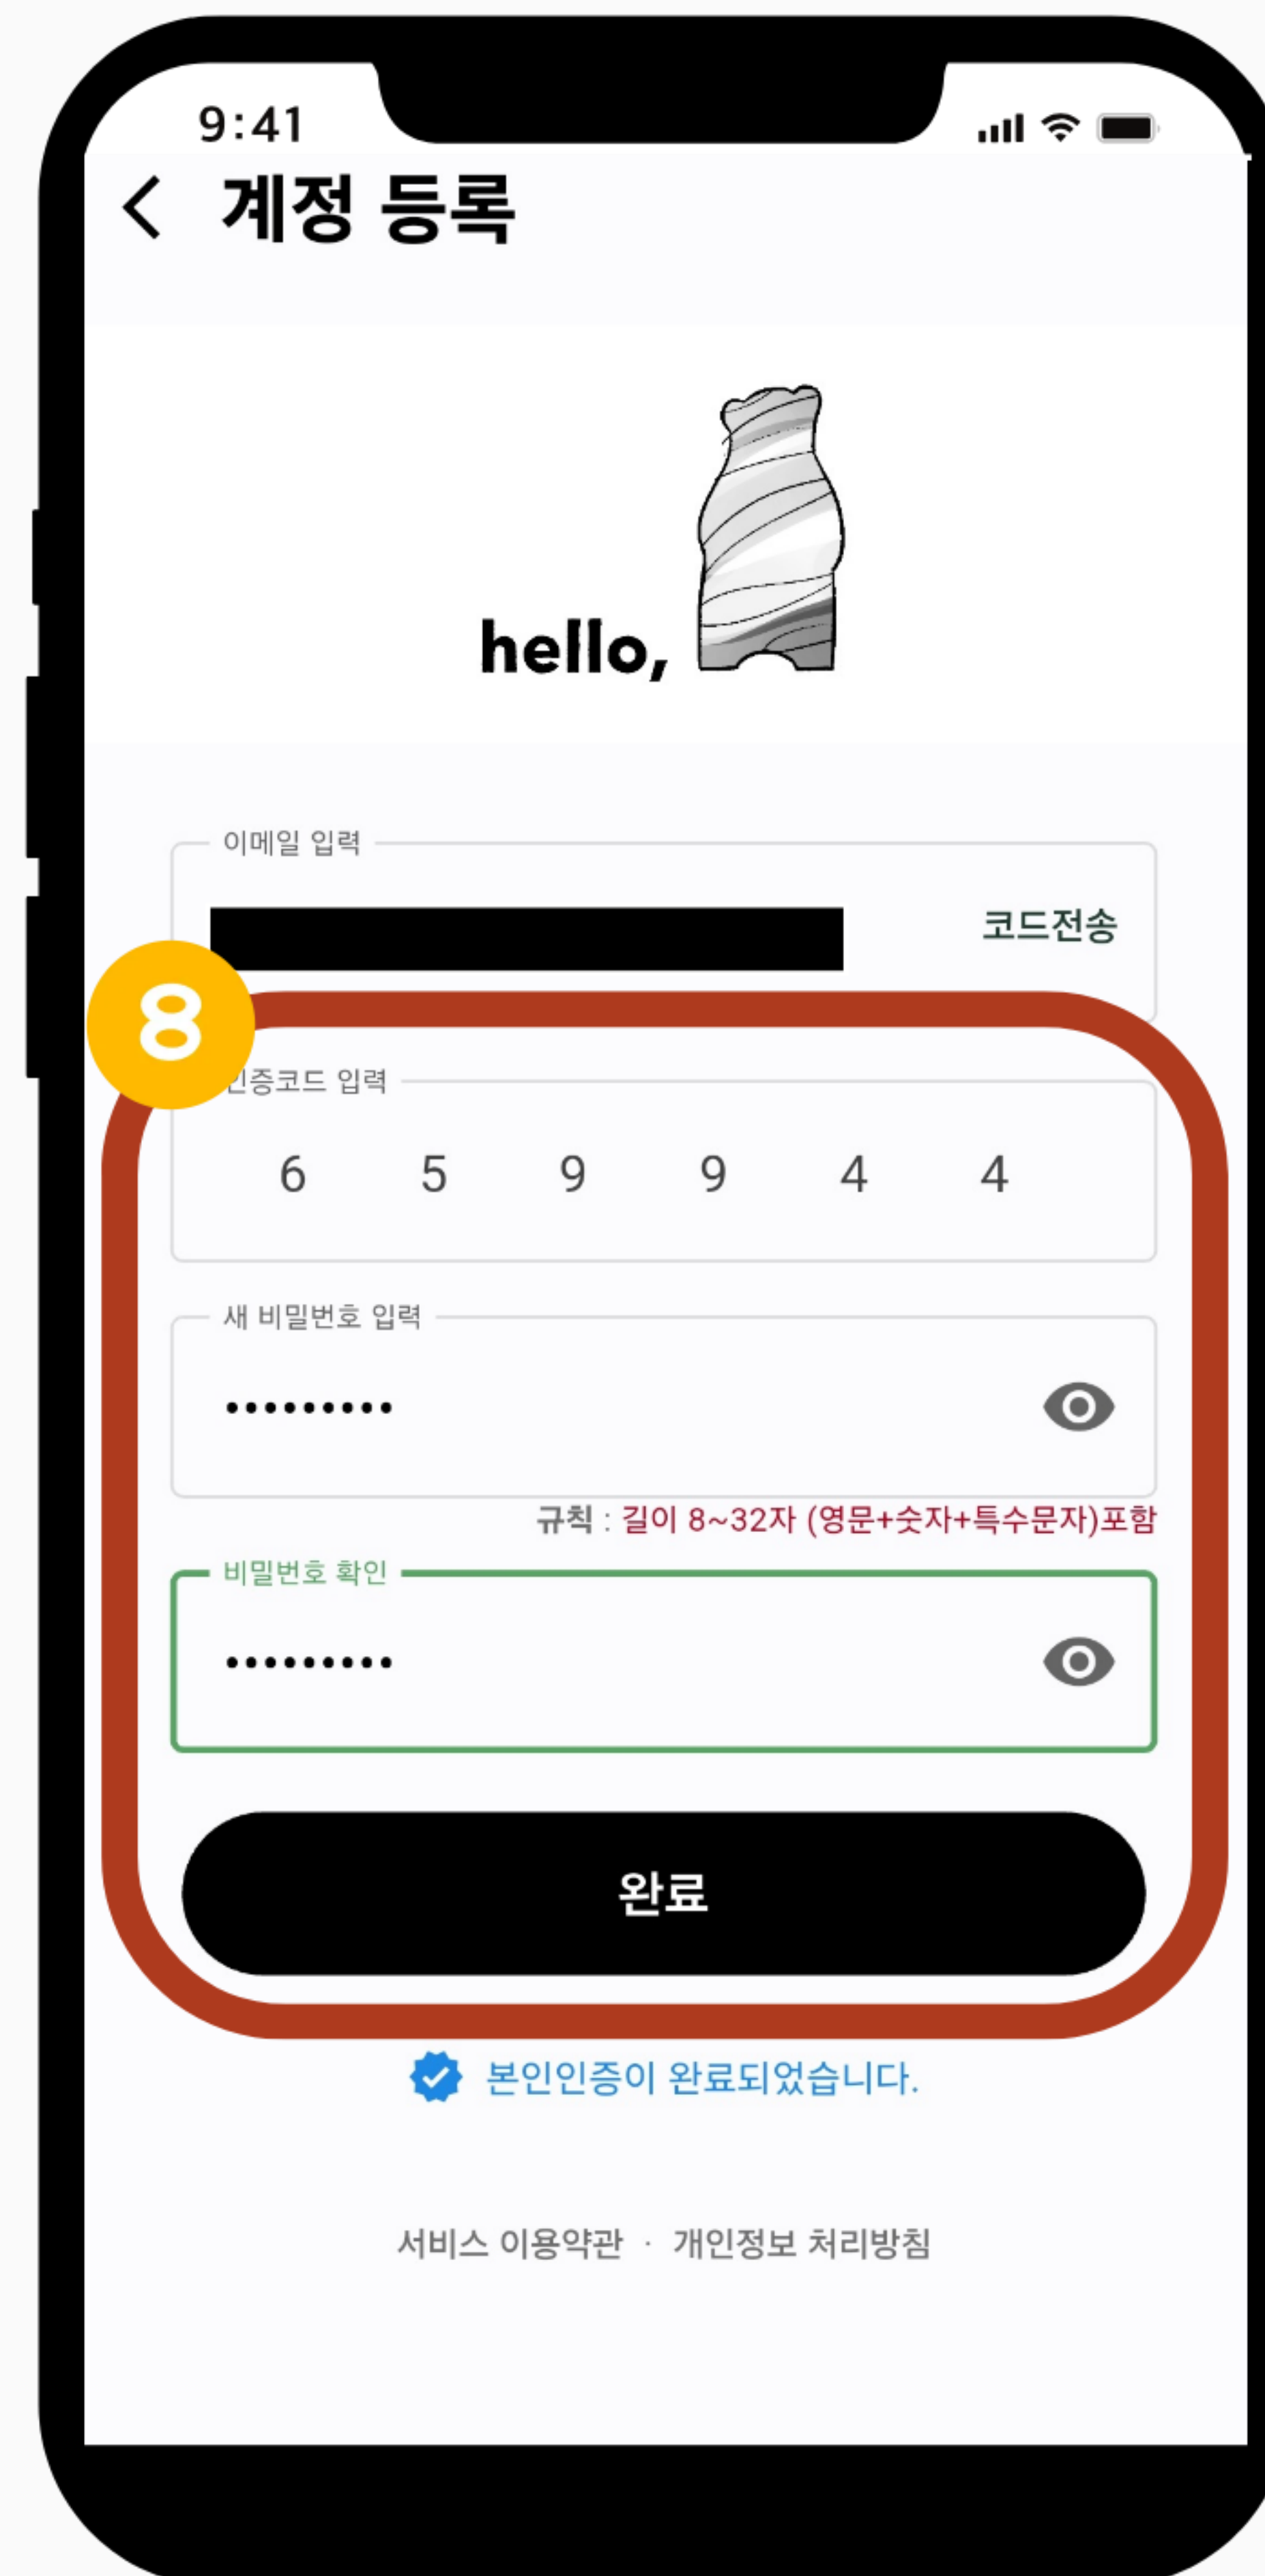 9:41
계정 등록
hello,
이메일 입력
코드전송
8
인증코드 입력
6 5 9 9 4 4
새 비밀번호 입력
•••••••••
규칙 : 길이 8~32자 (영문+숫자+특수문자)포함
비밀번호 확인
•••••••••
완료
본인인증이 완료되었습니다.
서비스 이용약관 · 개인정보 처리방침